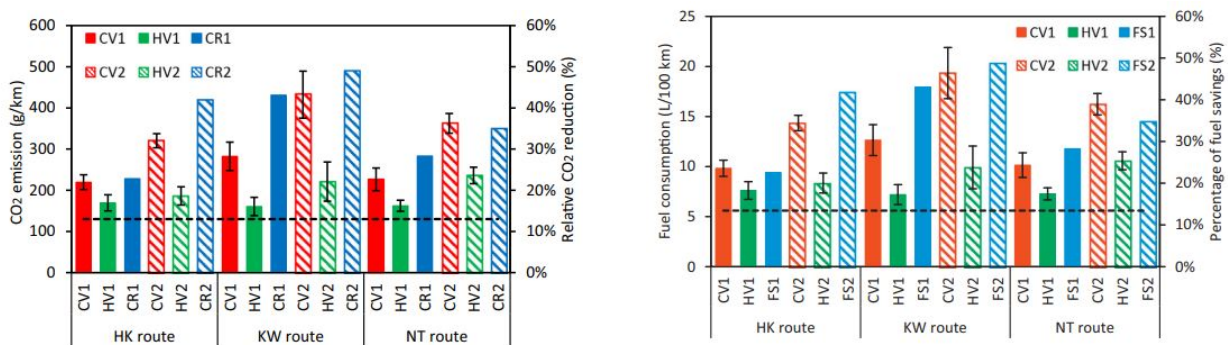 600
500
400
300
200
100
0
CO₂ emission (g/km)
CV1 HV1 CR1
CV2 HV2 CR2
60%
50%
40%
30%
20%
10%
0%
Relative CO₂ reduction (%)
CV1 HV1 CR1 CV2 HV2 CR2 CV1 HV1 CR1 CV2 HV2 CR2 CV1 HV1 CR1 CV2 HV2 CR2
HK route KW route NT route
25
20
15
10
5
0
Fuel consumption (L/100 km)
CV1 HV1 FS1
CV2 HV2 FS2
60%
50%
40%
30%
20%
10%
0%
Percentage of fuel savings (%)
CV1 HV1 FS1 CV2 HV2 FS2 CV1 HV1 FS1 CV2 HV2 FS2 CV1 HV1 FS1 CV2 HV2 FS2
HK route KW route NT route